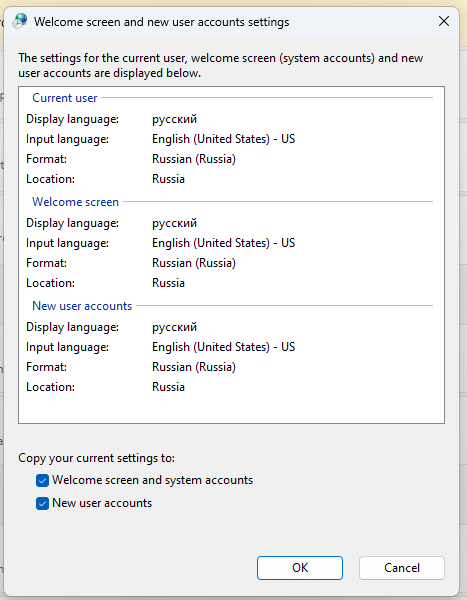 Welcome screen and new user accounts settings
The settings for the current user, welcome screen (system accounts) and new
user accounts are displayed below.
Current user
Display language: русский
Input language: English (United States) - US
Format: Russian (Russia)
Location: Russia
Welcome screen
Display language: русский
Input language: English (United States) - US
Format: Russian (Russia)
Location: Russia
New user accounts
Display language: русский
Input language: English (United States) - US
Format: Russian (Russia)
Location: Russia
Copy your current settings to:
Welcome screen and system accounts
New user accounts
OK Cancel